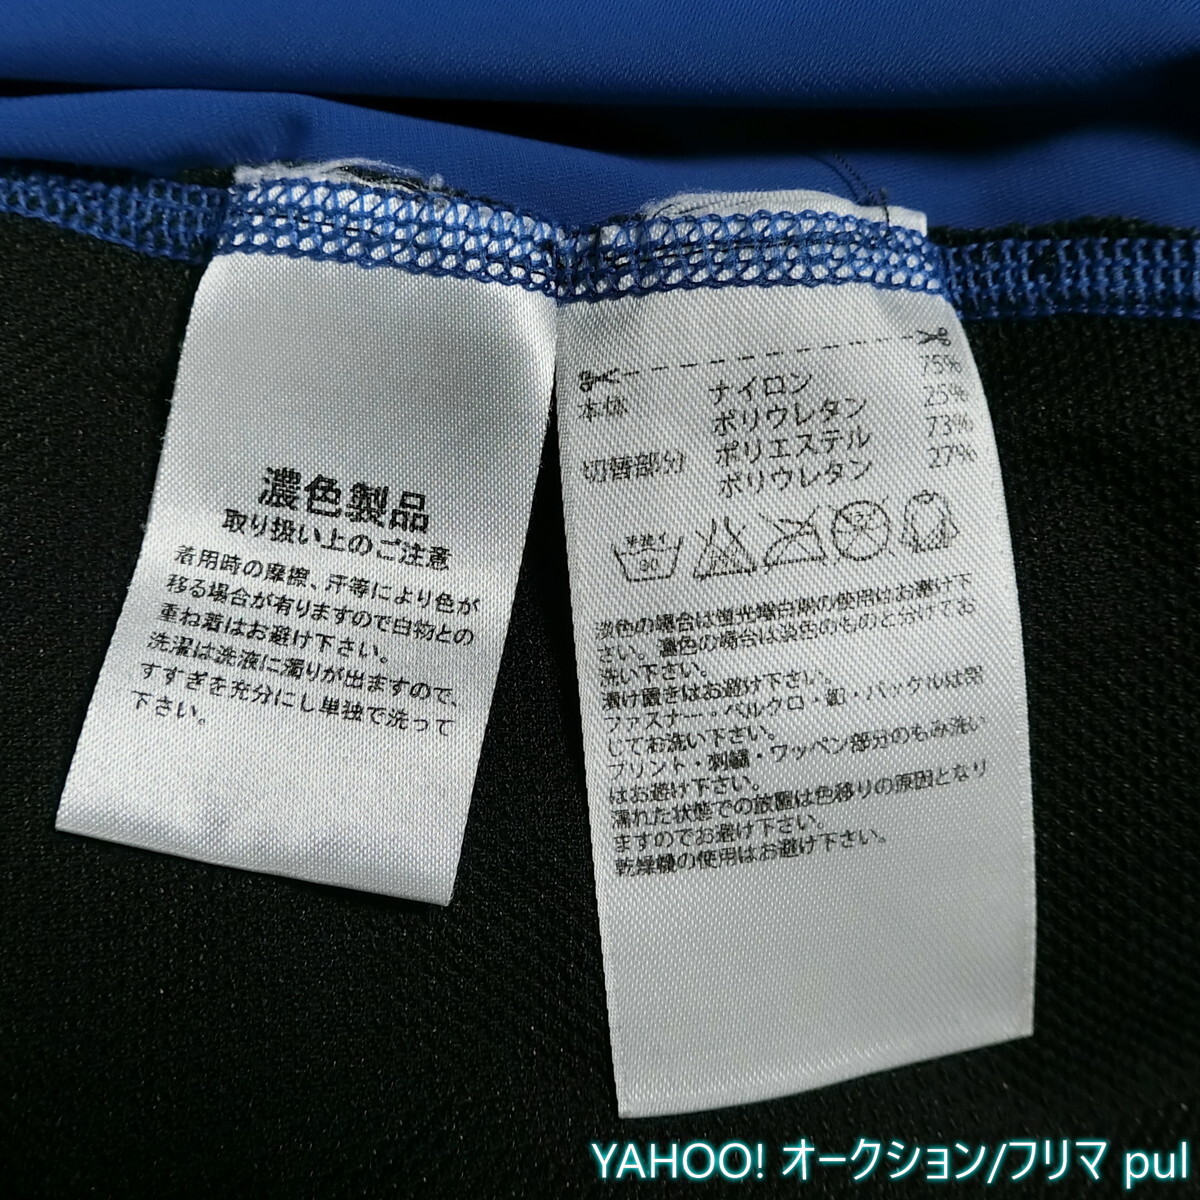 濃色製品
取り扱い上のご注意
着用時の摩擦、汗等により色が
移る場合が有りますので白物との
重ね着はお避け下さい。
洗濯は洗液に濁りが出ますので、
すすぎを充分にし単独で洗って
下さい。
本体 ナイロン 75%
ポリウレタン 25%
切替部分 ポリエステル 73%
ポリウレタン 27%
手洗イ
30
淡色の場合は蛍光増白剤の使用はお避け下
さい。濃色の場合は淡色のものと分けてお
洗い下さい。
漬け置きはお避け下さい。
ファスナー・ベルクロ・釦・バックルは閉
じてお洗い下さい。
プリント・刺繍・ワッペン部分のもみ洗い
はお避け下さい。
濡れた状態での放置は色移りの原因となり
ますのでお避け下さい。
乾燥機の使用はお避け下さい。
YAHOO! オークション/フリマ pul